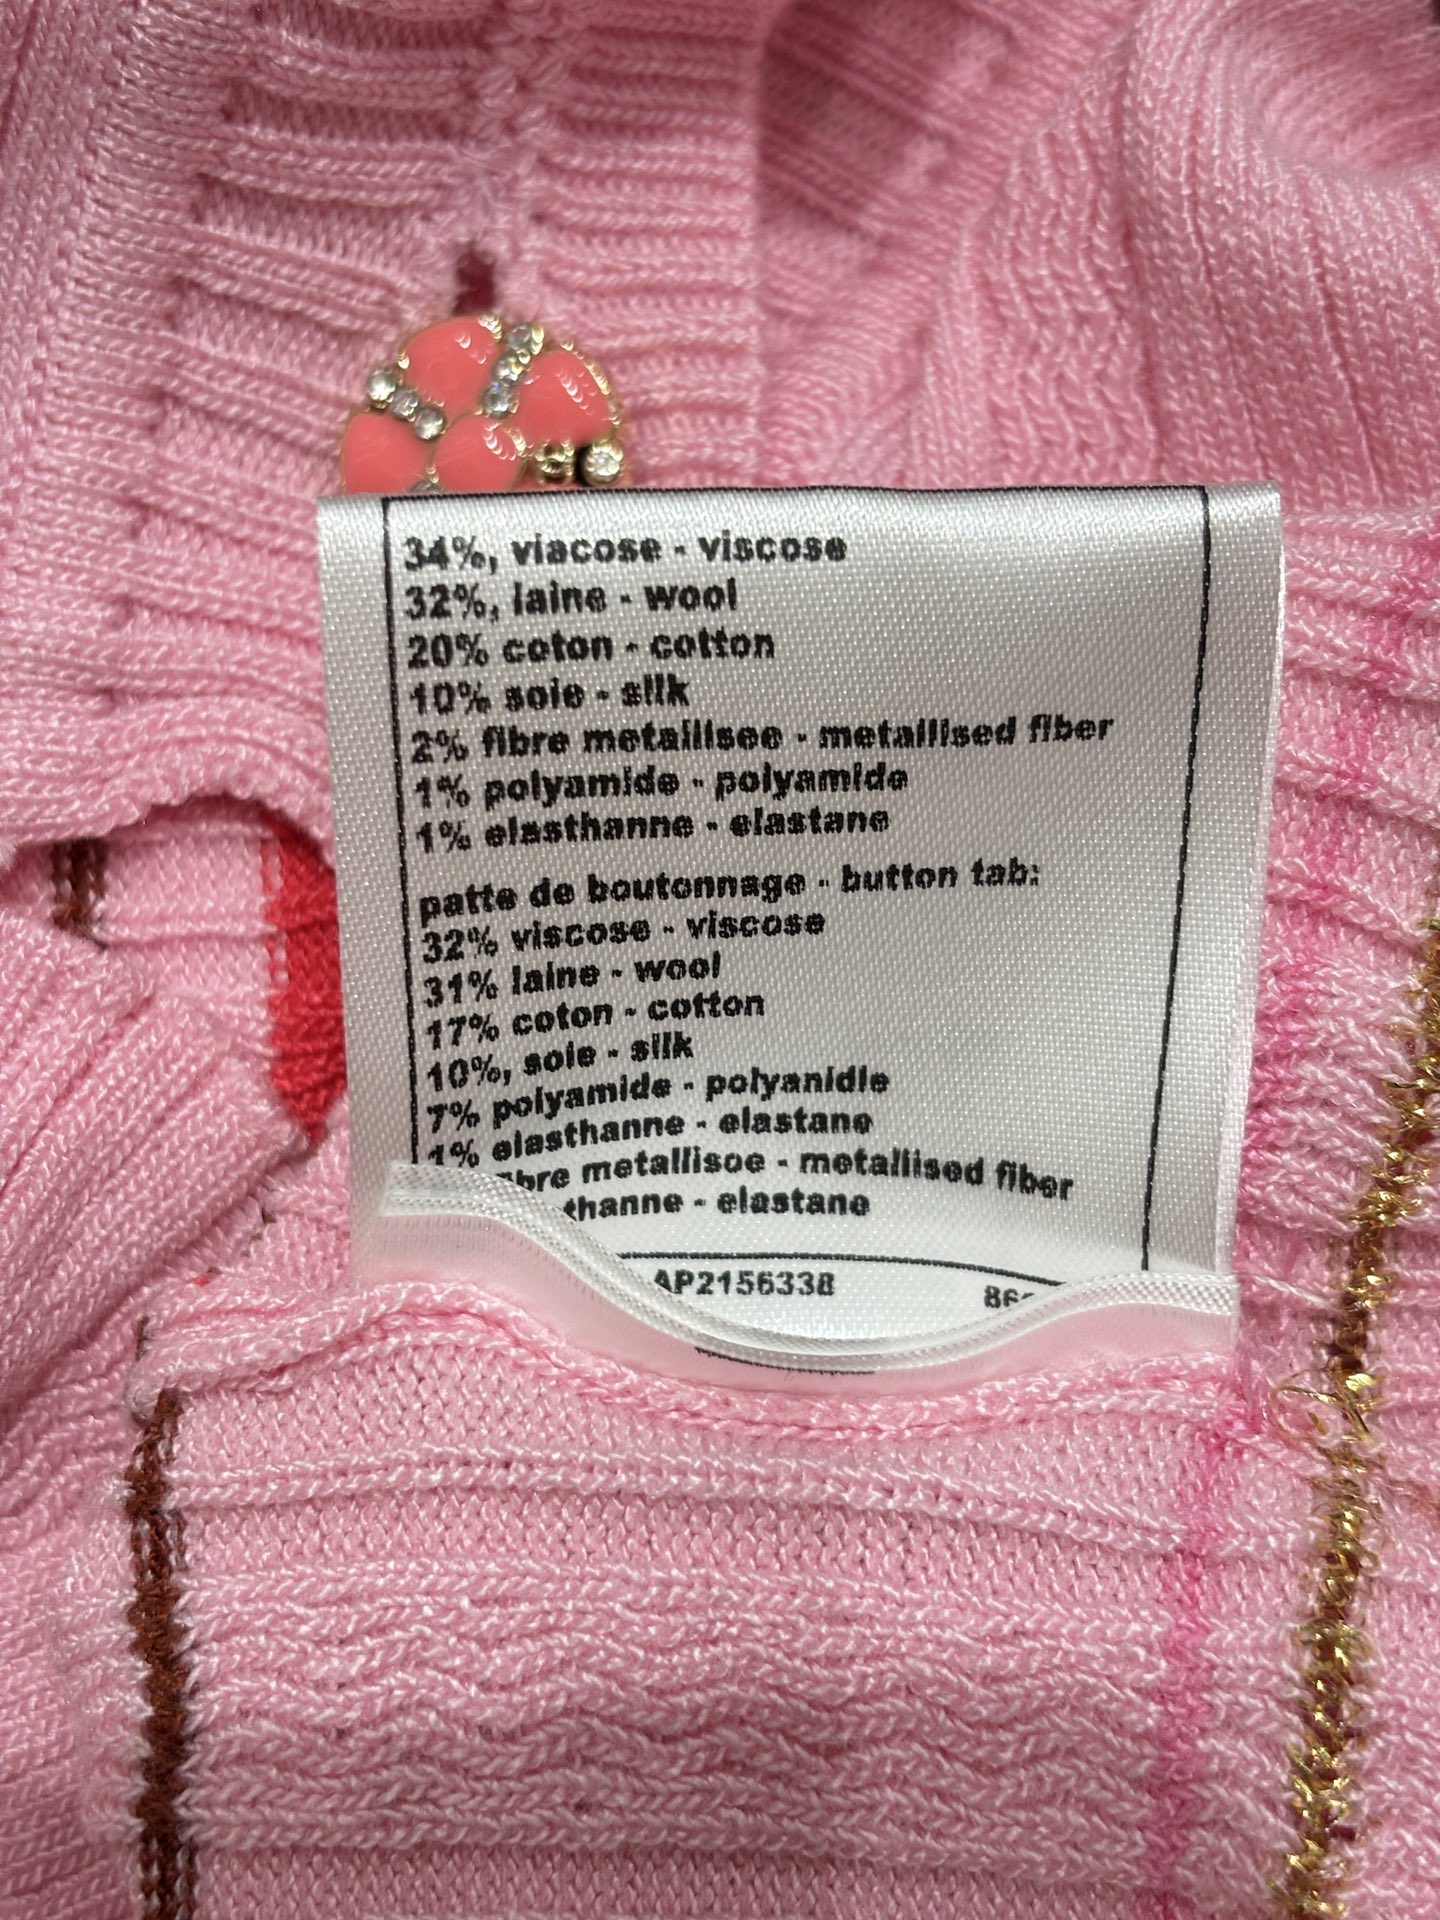 34%, viacose - viscose
32%, laine - wool
20% coton - cotton
10% soie - silk
2% fibre metallisee - metallised fiber
1% polyamide - polyamide
1% elasthanne - elastane
patte de boutonnage - button tab:
32% viscose - viscose
31% laine - wool
17% coton - cotton
10%, soie - silk
7% polyamide - polyanidle
1% elasthanne - elastane
bre metallisoe - metallised fiber
thanne - elastane
AP2156338